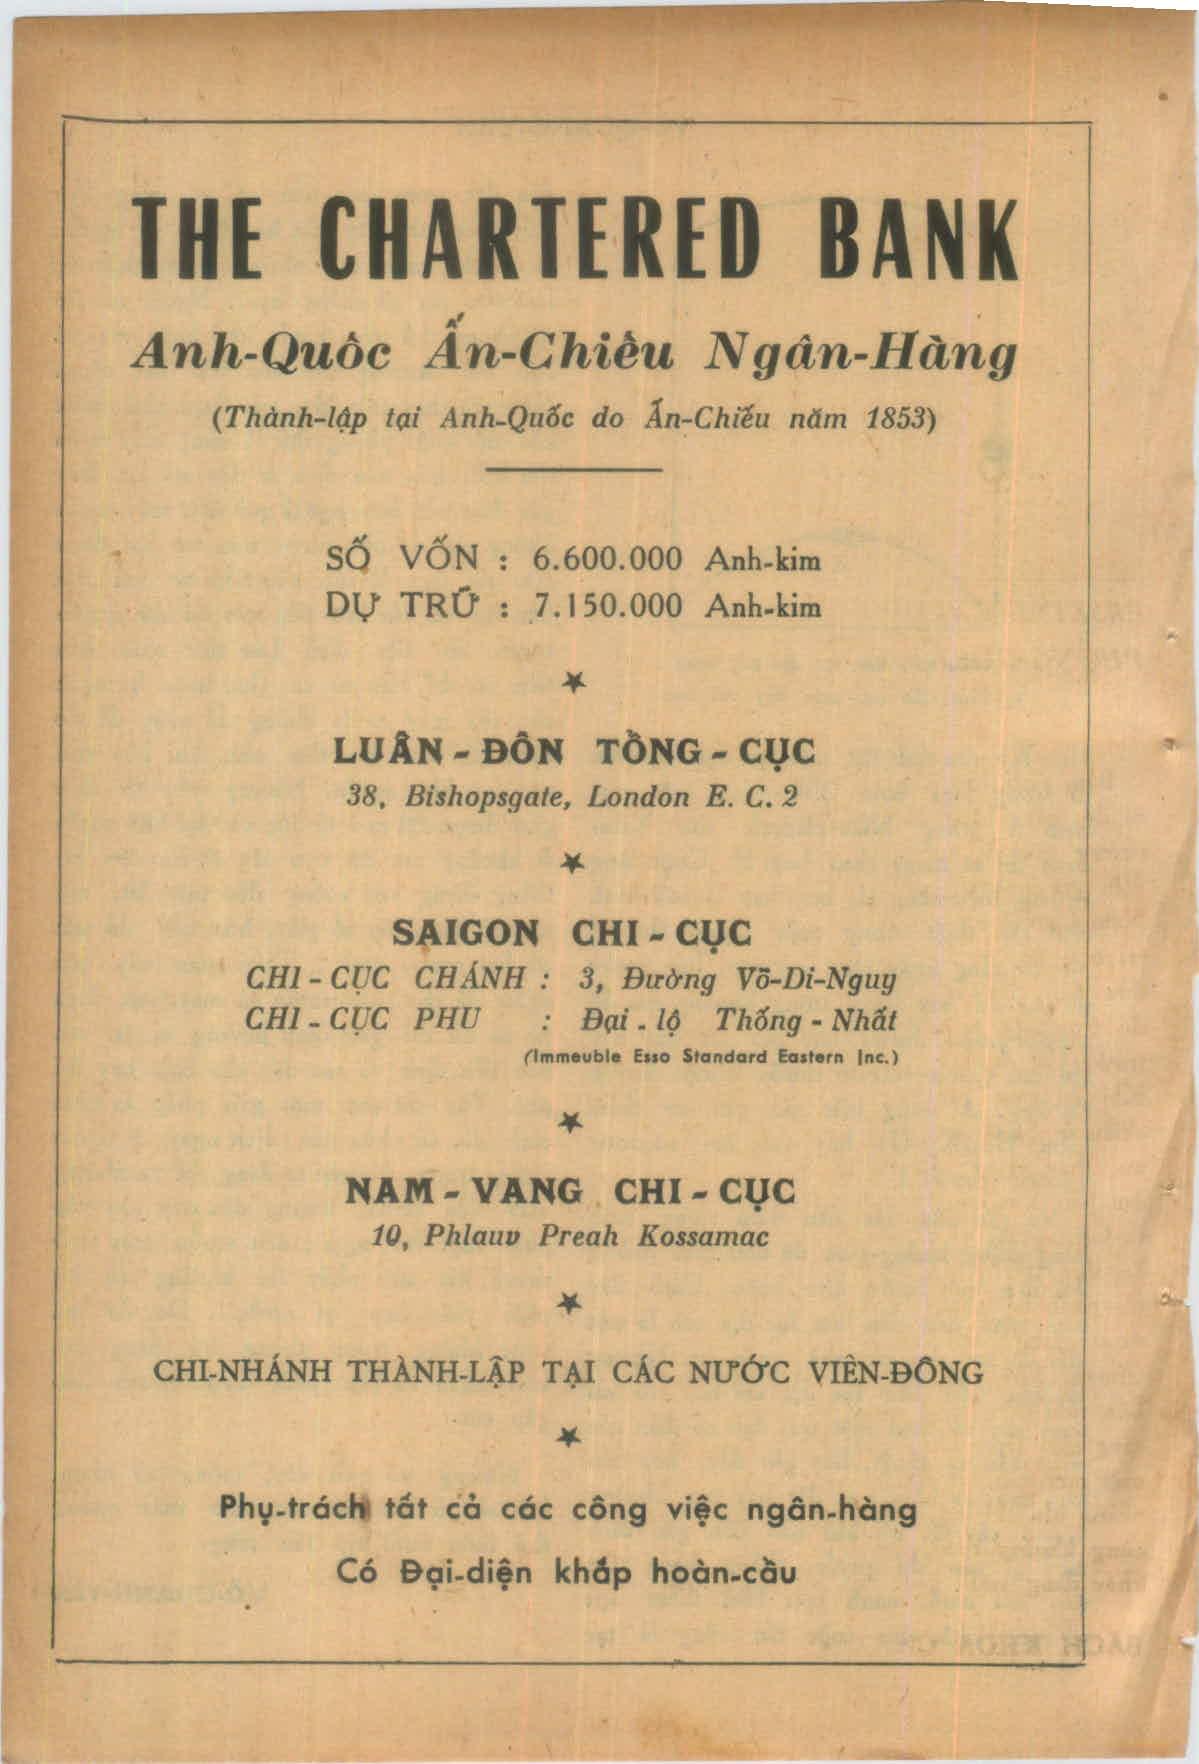 THE CHARTERED BANK
Anh-Quốc Ấn-Chiếu Ngân-Hàng
(Thành-lập tại Anh-Quốc do Ấn-Chiếu năm 1853)
SỐ VỐN : 6.600.000 Anh-kim
DỰ TRỮ : 7.150.000 Anh-kim
LUÂN - ĐÔN TỔNG - CỤC
38, Bishopsgate, London E. C. 2
SAIGON CHI - CỤC
CHI - CỤC CHÁNH : 3, Đường Võ-Di-Nguy
CHI - CỤC PHU : Đại - lộ Thống - Nhất
(Immeuble Esso Standard Eastern Inc.)
NAM - VANG CHI - CỤC
10, Phlauv Preah Kossamac
CHI-NHÁNH THÀNH-LẬP TẠI CÁC NƯỚC VIÊN-ĐÔNG
Phụ-trách tất cả các công việc ngân-hàng
Có Đại-diện khắp hoàn-cầu